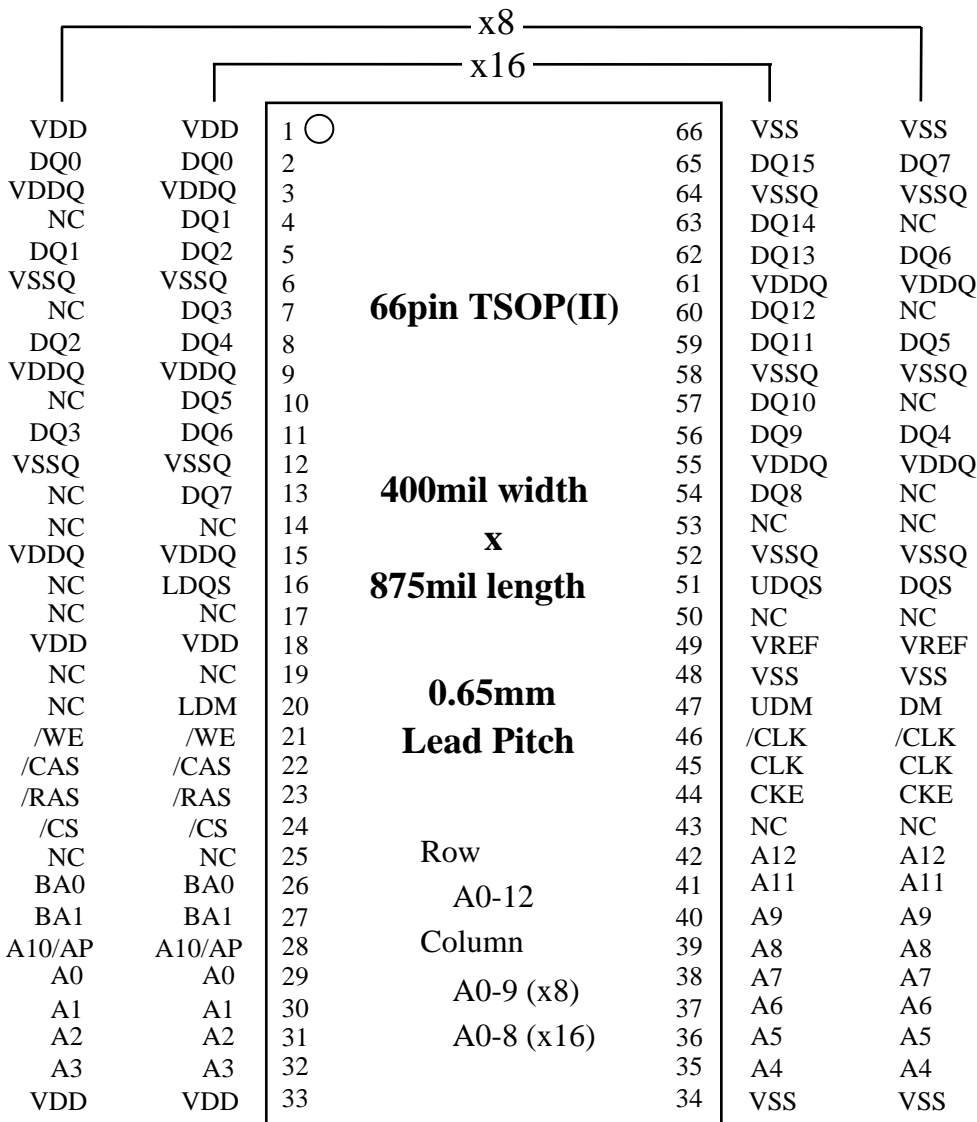 x8
x16
VDD VDD 1 66 VSS VSS
DQ0 DQ0 2 65 DQ15 DQ7
VDDQ VDDQ 3 64 VSSQ VSSQ
NC DQ1 4 63 DQ14 NC
DQ1 DQ2 5 62 DQ13 DQ6
VSSQ VSSQ 6 61 VDDQ VDDQ
NC DQ3 7 66pin TSOP(II) 60 DQ12 NC
DQ2 DQ4 8 59 DQ11 DQ5
VDDQ VDDQ 9 58 VSSQ VSSQ
NC DQ5 10 57 DQ10 NC
DQ3 DQ6 11 56 DQ9 DQ4
VSSQ VSSQ 12 55 VDDQ VDDQ
NC DQ7 13 400mil width 54 DQ8 NC
NC NC 14 53 NC NC
VDDQ VDDQ 15 x 52 VSSQ VSSQ
NC LDQS 16 875mil length 51 UDQS DQS
NC NC 17 50 NC NC
VDD VDD 18 49 VREF VREF
NC NC 19 48 VSS VSS
NC LDM 20 0.65mm 47 UDM DM
/WE /WE 21 Lead Pitch 46 /CLK /CLK
/CAS /CAS 22 45 CLK CLK
/RAS /RAS 23 44 CKE CKE
/CS /CS 24 43 NC NC
NC NC 25 Row 42 A12 A12
BA0 BA0 26 A0-12 41 A11 A11
BA1 BA1 27 40 A9 A9
A10/AP A10/AP 28 Column 39 A8 A8
A0 A0 29 A0-9 (x8) 38 A7 A7
A1 A1 30 37 A6 A6
A2 A2 31 A0-8 (x16) 36 A5 A5
A3 A3 32 35 A4 A4
VDD VDD 33 34 VSS VSS